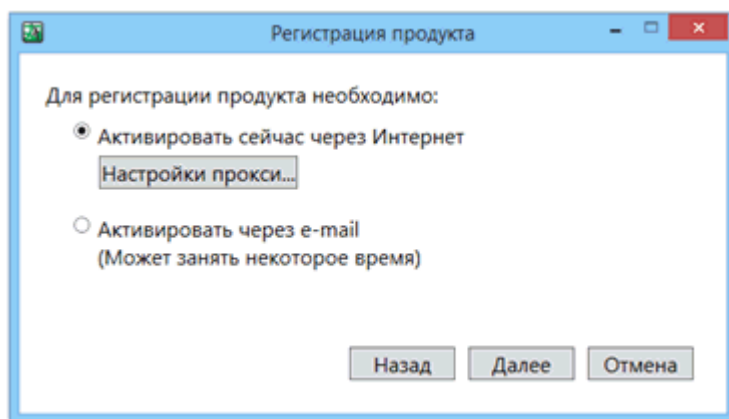 Регистрация продукта
Для регистрации продукта необходимо:
Активировать сейчас через Интернет
Настройки прокси...
Активировать через e-mail
(Может занять некоторое время)
Назад Далее Отмена